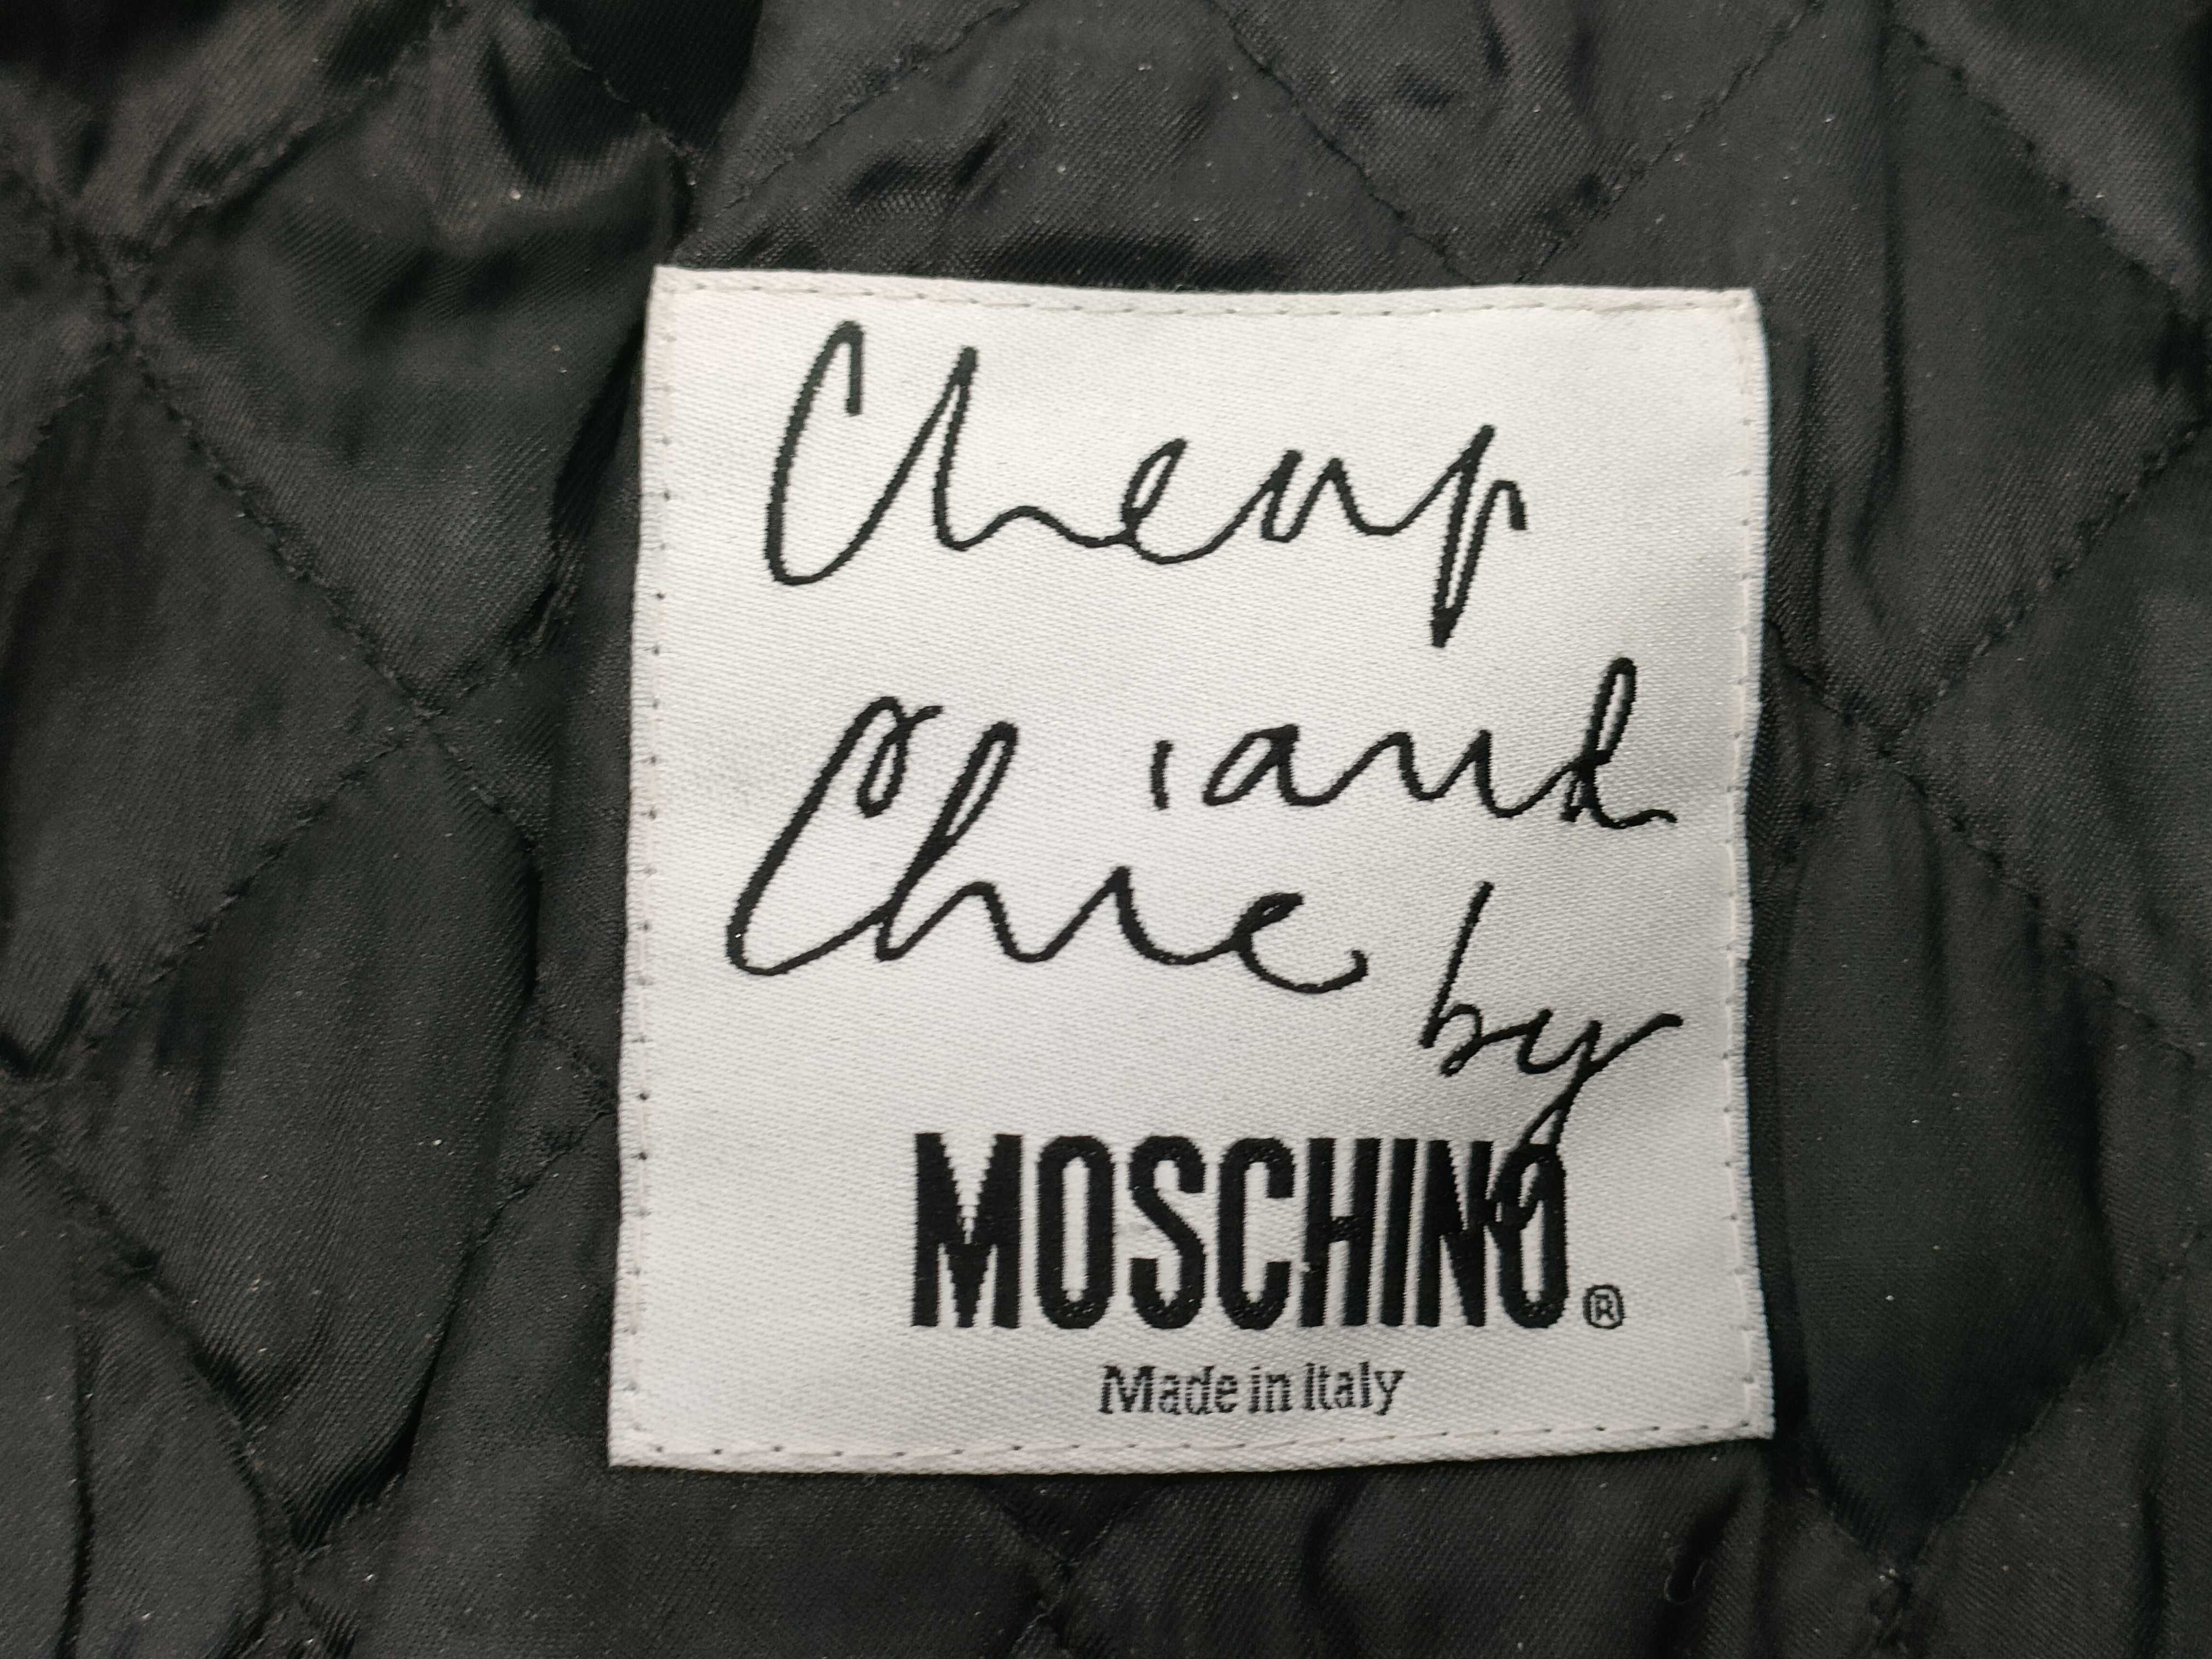 Cheap
and
Chic
by
MOSCHINO®
Made in Italy